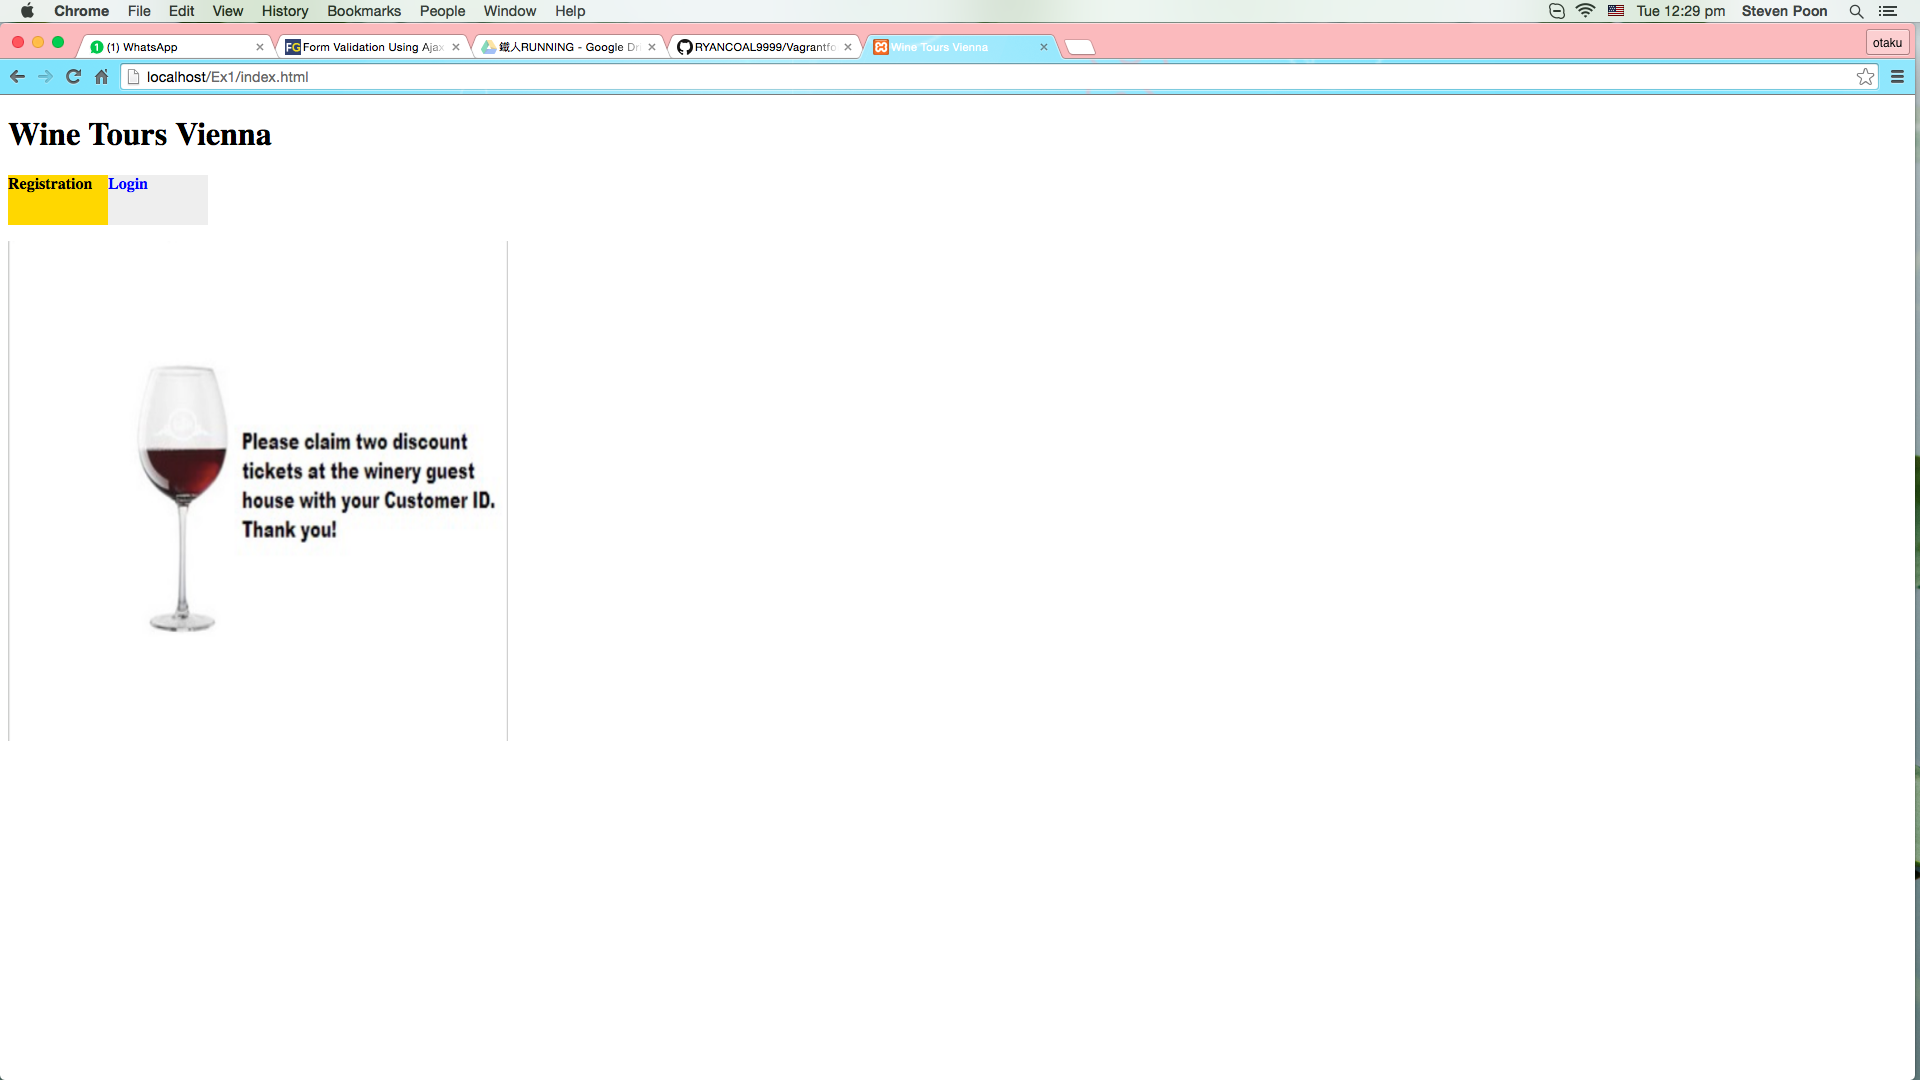 Chrome File Edit View History Bookmarks People Window Help Tue 12:29 pm Steven Poon
(1) WhatsApp
Form Validation Using Ajax
鐵人RUNNING - Google Dri
RYANCOAL9999/Vagrantfo
Wine Tours Vienna
otaku
localhost/Ex1/index.html
Wine Tours Vienna
Registration Login
Please claim two discount
tickets at the winery guest
house with your Customer ID.
Thank you!